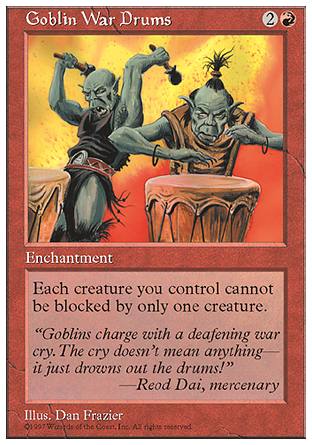 Goblin War Drums 2
Enchantment
Each creature you control cannot
be blocked by only one creature.
“Goblins charge with a deafening war
cry. The cry doesn’t mean anything—
it just drowns out the drums!”
—Reod Dai, mercenary
Illus. Dan Frazier
©1997 Wizards of the Coast, Inc. All rights reserved.